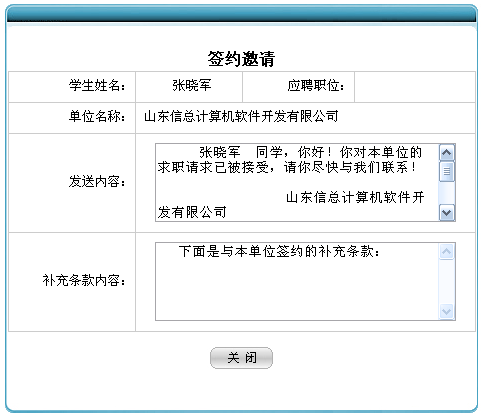 签约邀请
学生姓名： 张晓军 应聘职位：
单位名称： 山东信总计算机软件开发有限公司
发送内容：
张晓军 同学，你好！你对本单位的
求职请求已被接受，请你尽快与我们联系！
山东信总计算机软件开
发有限公司
补充条款内容：
下面是与本单位签约的补充条款：
关 闭